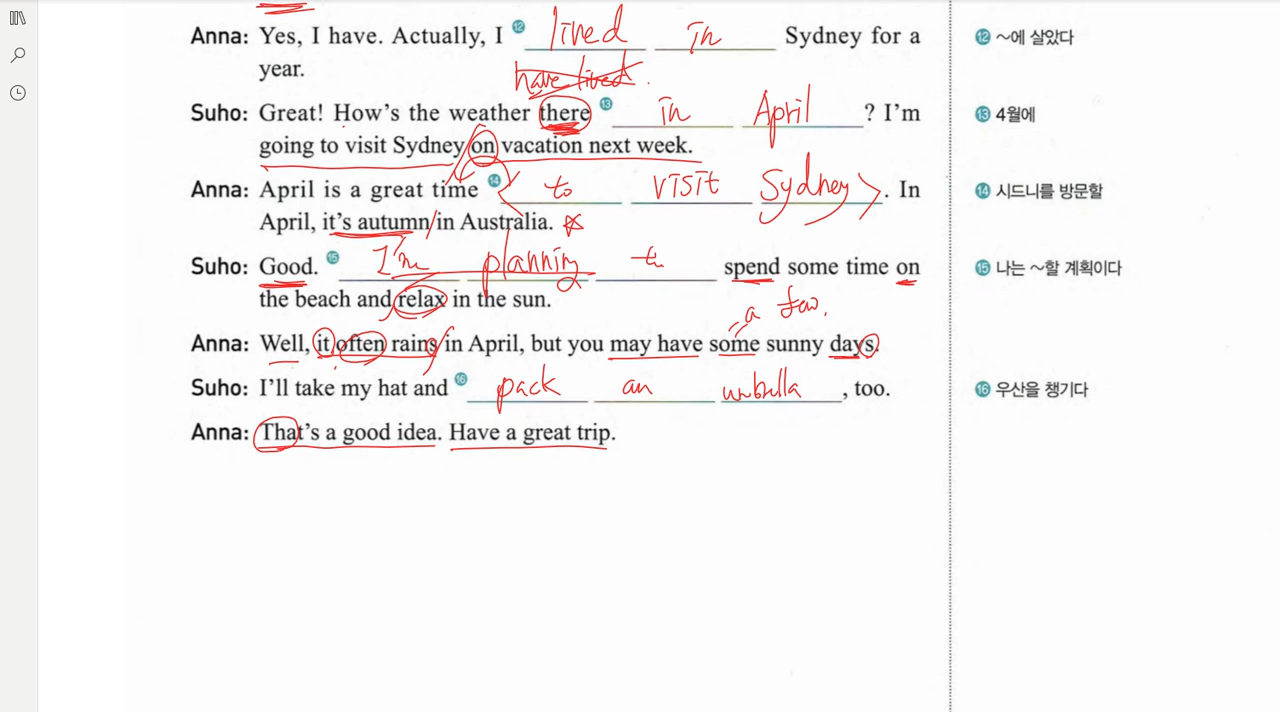 Anna: Yes, I have. Actually, I ⑫ lived in Sydney for a ⑫ ~에 살았다
year. have lived
Suho: Great! How's the weather there ⑬ in April ? I'm ⑬ 4월에
going to visit Sydney on vacation next week.
Anna: April is a great time ⑭ to visit Sydney. In ⑭ 시드니를 방문할
April, it's autumn in Australia.
Suho: Good. ⑮ I'm planning to spend some time on ⑮ 나는 ~할 계획이다
the beach and relax in the sun.
a few.
Anna: Well, it often rains in April, but you may have some sunny days.
Suho: I'll take my hat and ⑯ pack an umbrella, too. ⑯ 우산을 챙기다
Anna: That's a good idea. Have a great trip.